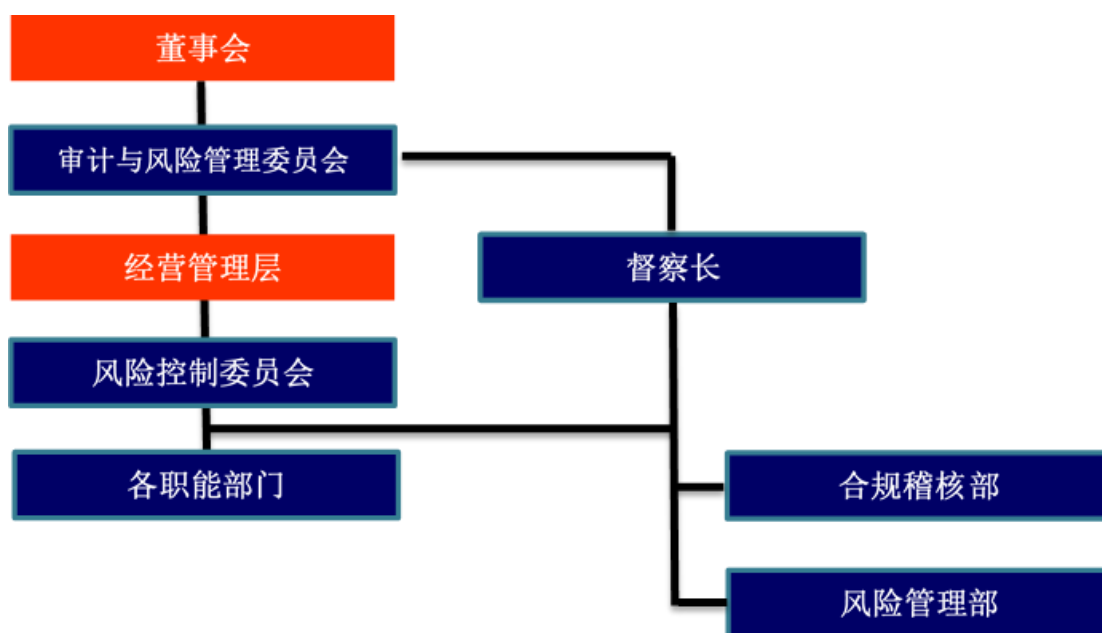 董事会
审计与风险管理委员会
经营管理层
督察长
风险控制委员会
各职能部门
合规稽核部
风险管理部